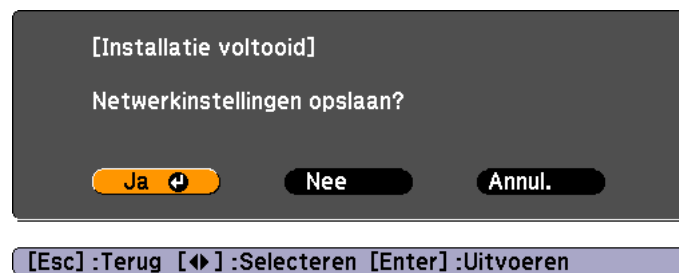 [Installatie voltooid]
Netwerkinstellingen opslaan?
Ja Nee Annul.
[Esc] :Terug [◆] :Selecteren [Enter] :Uitvoeren